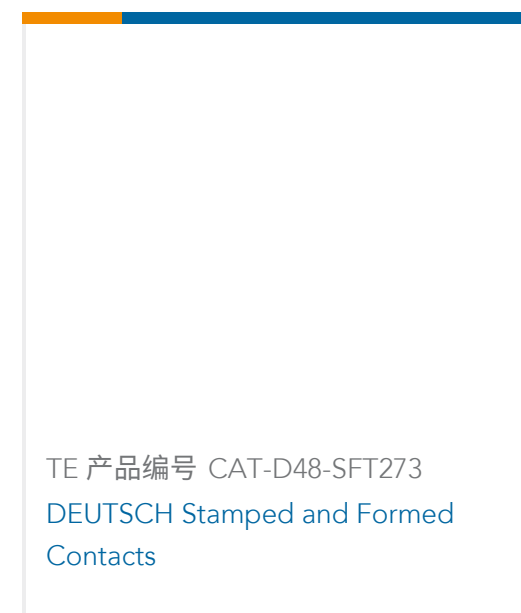 TE 产品编号 CAT-D48-SFT273
DEUTSCH Stamped and Formed
Contacts